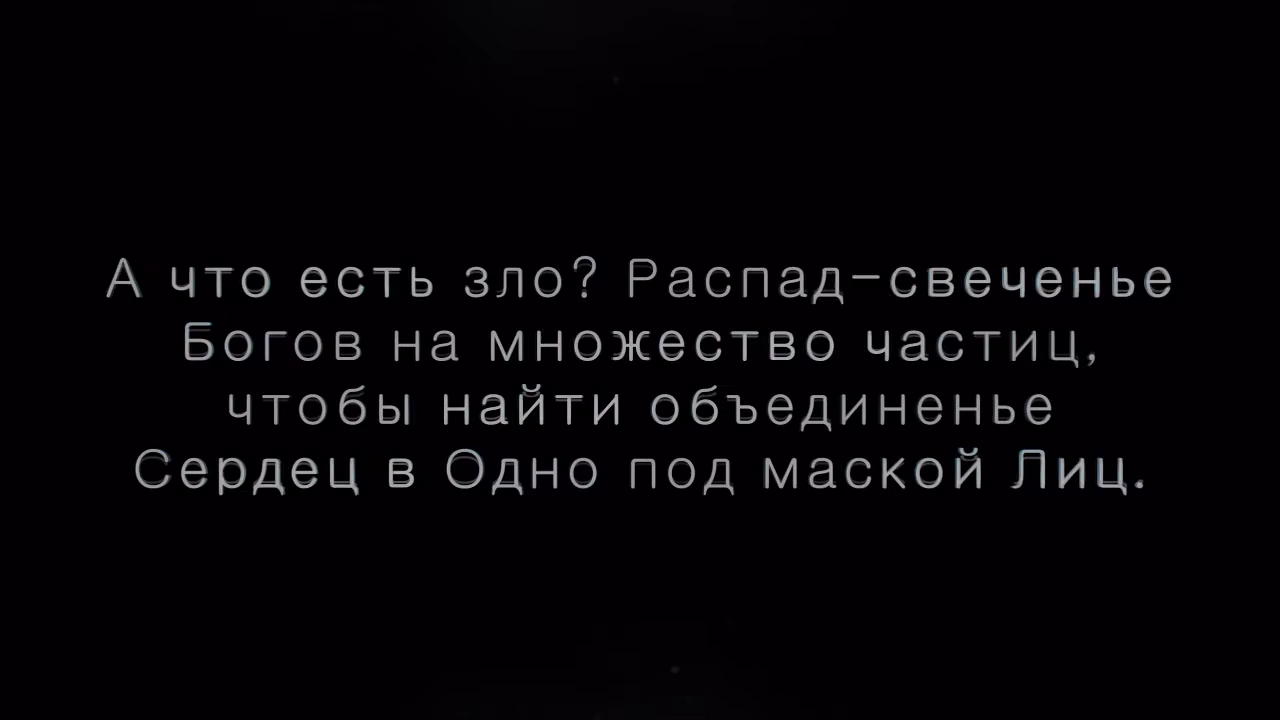 А что есть зло? Распад-свеченье
Богов на множество частиц,
чтобы найти объединенье
Сердец в Одно под маской Лиц.